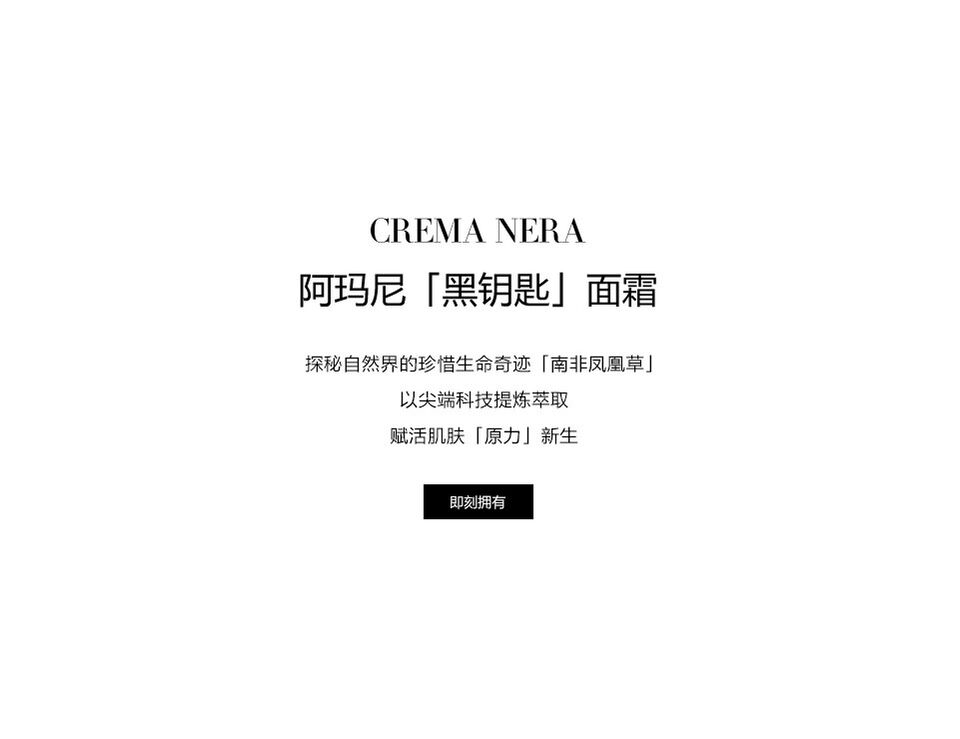 CREMA NERA
阿玛尼「黑钥匙」面霜
探秘自然界的珍惜生命奇迹「南非凤凰草」
以尖端科技提炼萃取
赋活肌肤「原力」新生
即刻拥有